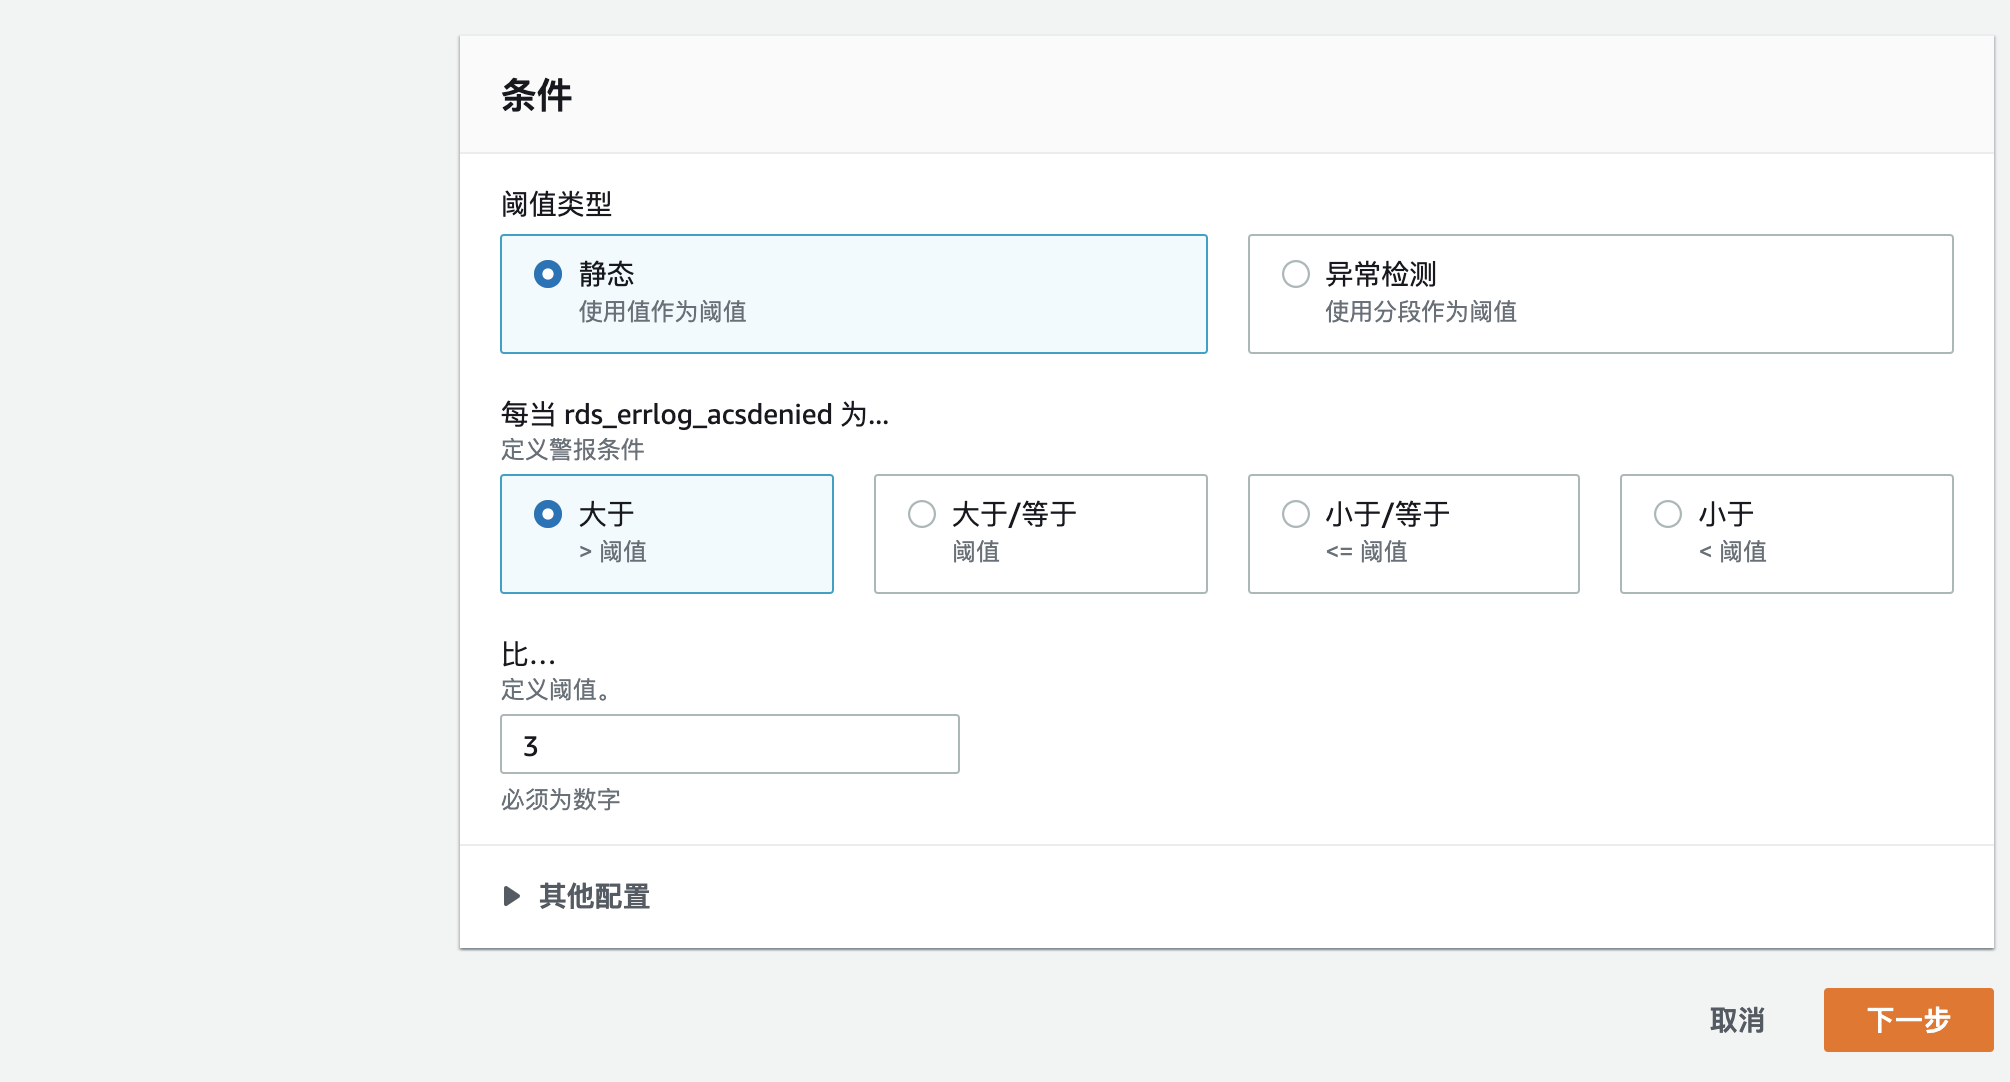 条件
阈值类型
静态
使用值作为阈值
异常检测
使用分段作为阈值
每当 rds_errlog_acsdenied 为...
定义警报条件
大于
> 阈值
大于/等于
阈值
小于/等于
<= 阈值
小于
< 阈值
比…
定义阈值。
3
必须为数字
其他配置
取消
下一步